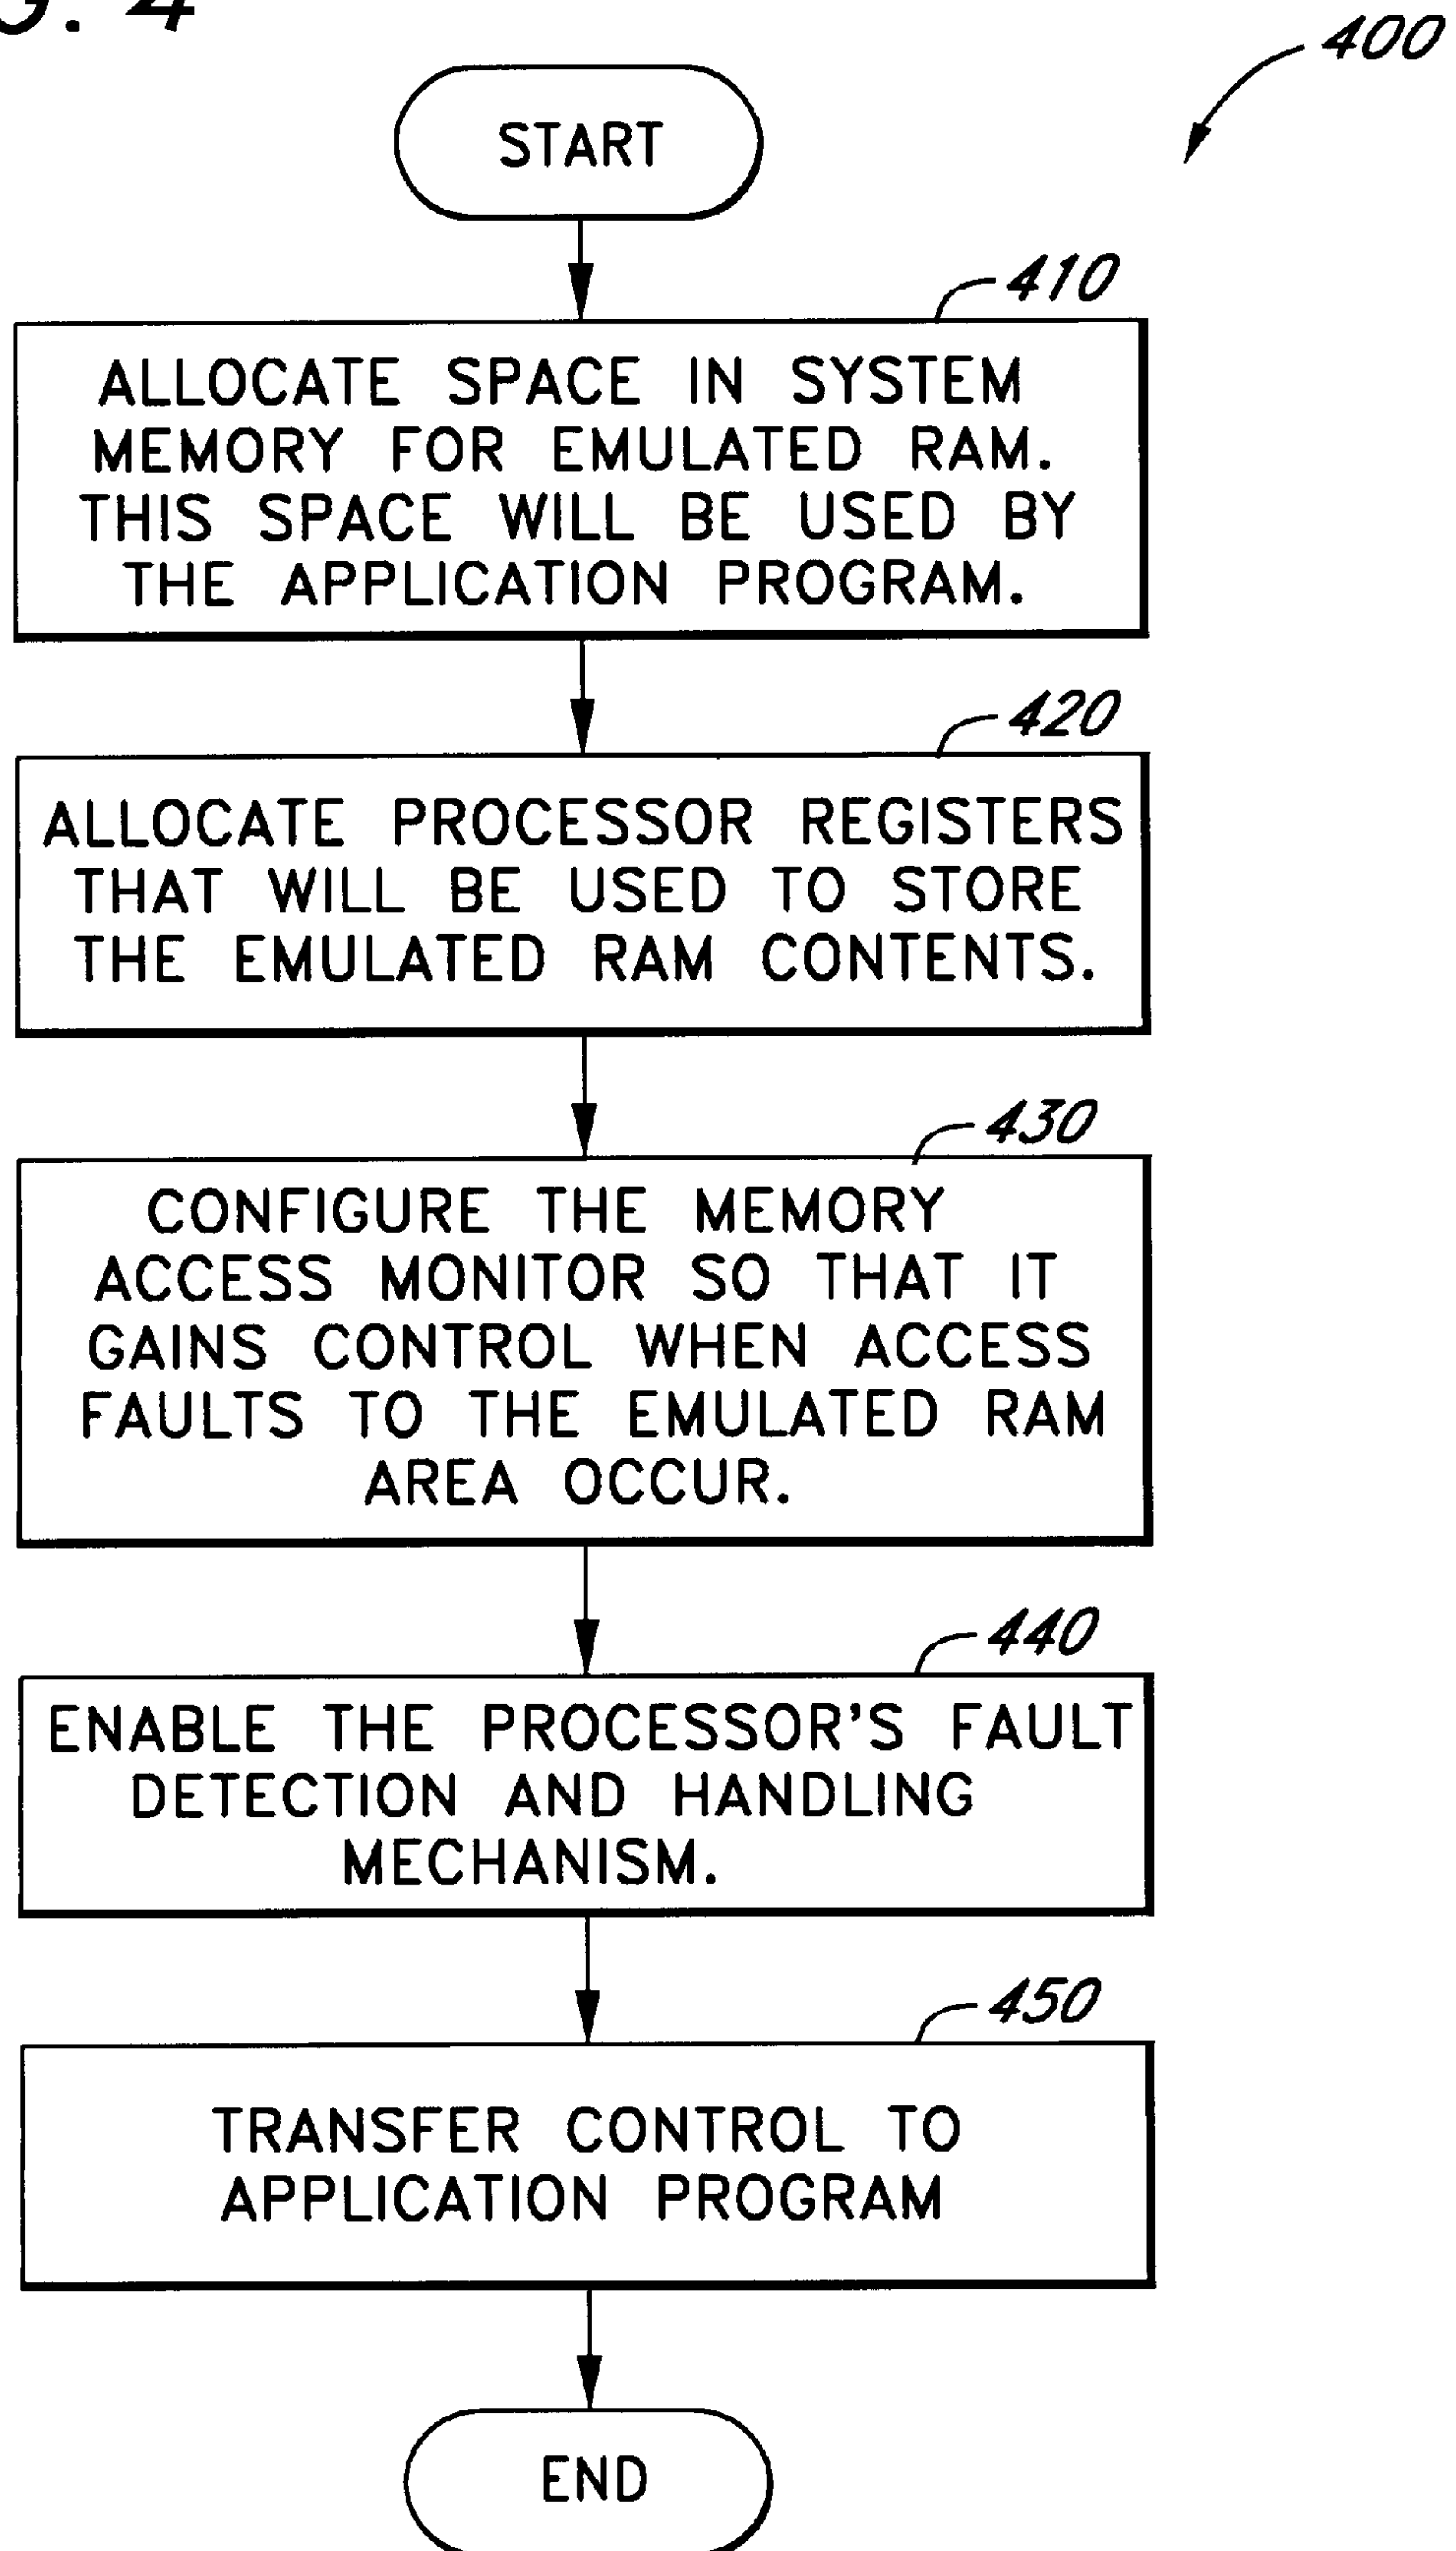 . 4
400
START
410
ALLOCATE SPACE IN SYSTEM
MEMORY FOR EMULATED RAM.
THIS SPACE WILL BE USED BY
THE APPLICATION PROGRAM.
420
ALLOCATE PROCESSOR REGISTERS
THAT WILL BE USED TO STORE
THE EMULATED RAM CONTENTS.
430
CONFIGURE THE MEMORY
ACCESS MONITOR SO THAT IT
GAINS CONTROL WHEN ACCESS
FAULTS TO THE EMULATED RAM
AREA OCCUR.
440
ENABLE THE PROCESSOR'S FAULT
DETECTION AND HANDLING
MECHANISM.
450
TRANSFER CONTROL TO
APPLICATION PROGRAM
END